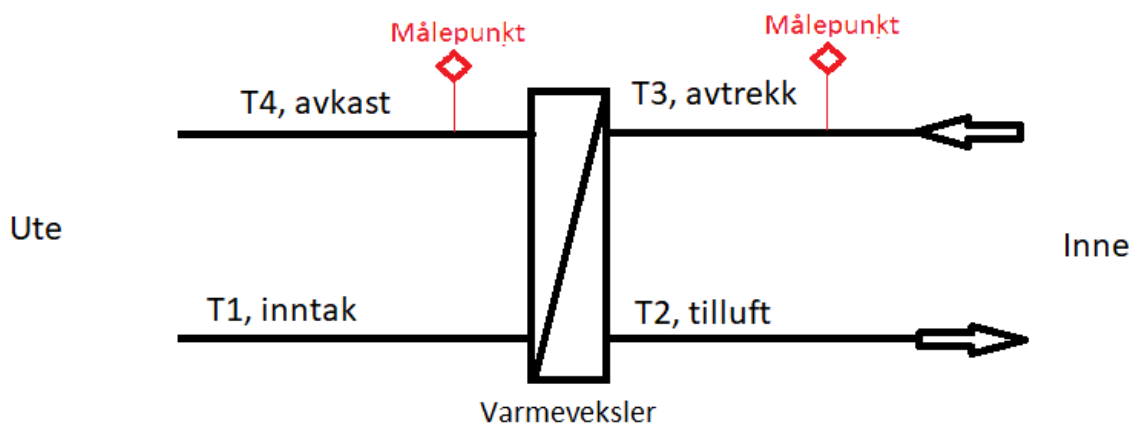 Målepunkt
Målepunkt
T4, avkast
T3, avtrekk
Ute
Inne
T1, inntak
T2, tilluft
Varmeveksler